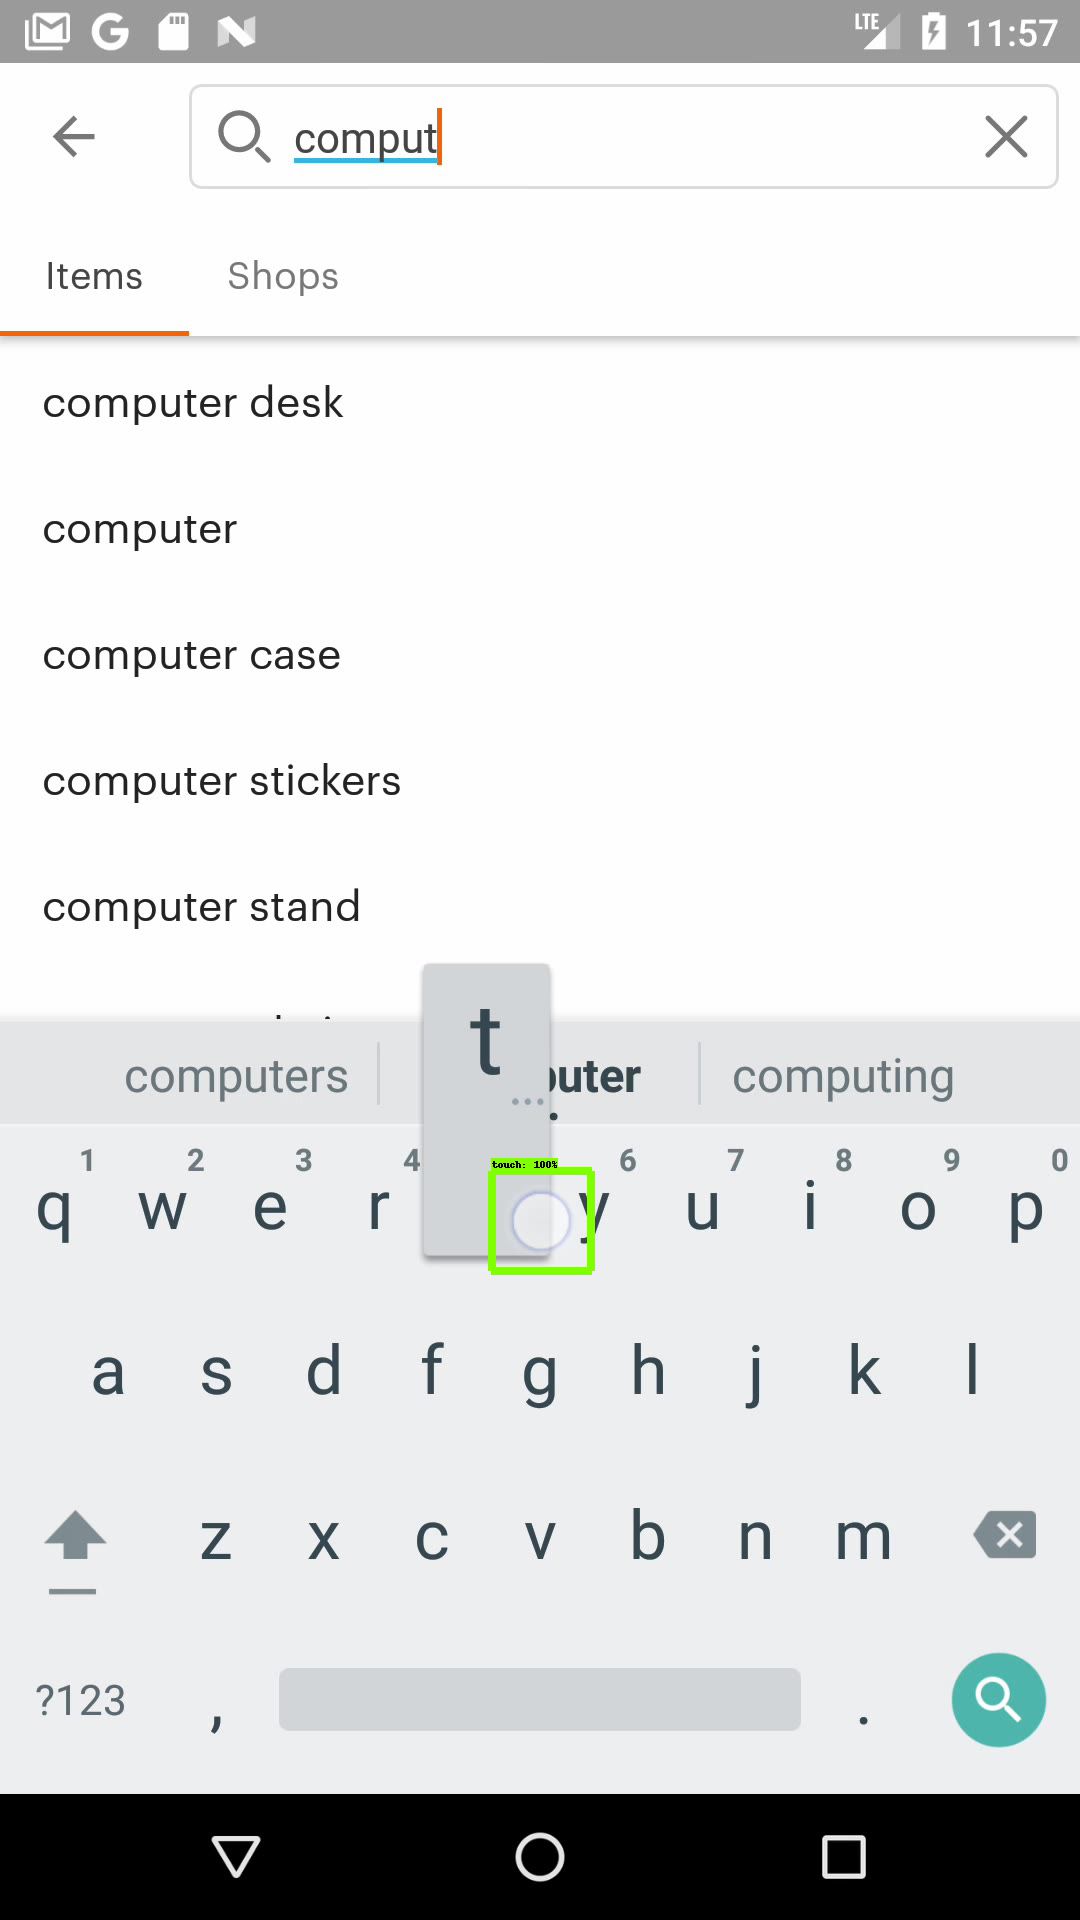 LTE 11:57
comput
Items Shops
computer desk
computer
computer case
computer stickers
computer stand
t
computers puter computing
touch: 100%
1 2 3 4 6 7 8 9 0
q w e r y u i o p
a s d f g h j k l
z x c v b n m
?123 , .